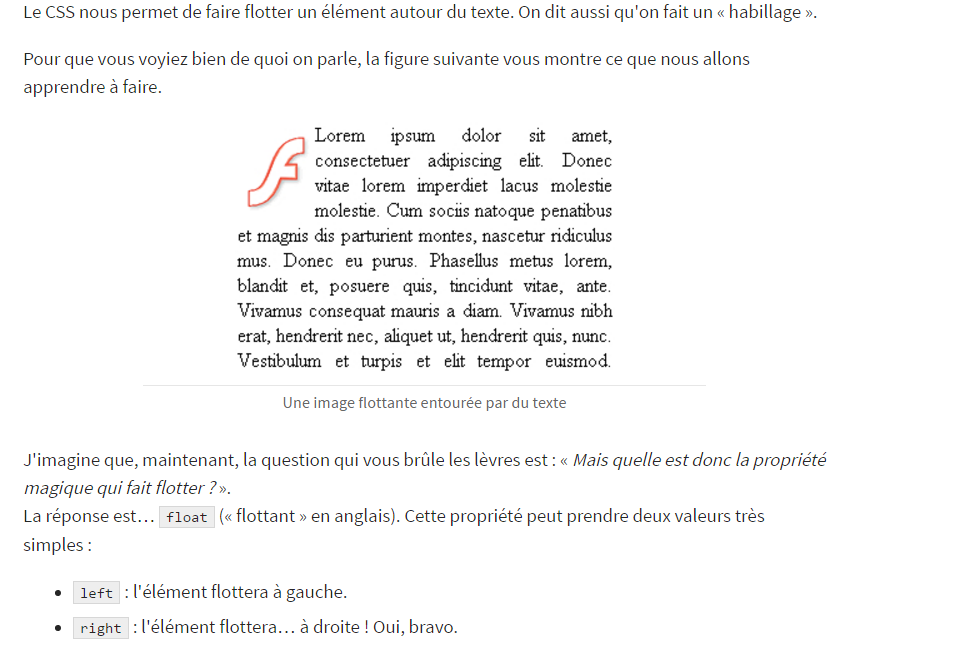 Le CSS nous permet de faire flotter un élément autour du texte. On dit aussi qu'on fait un « habillage ».
Pour que vous voyiez bien de quoi on parle, la figure suivante vous montre ce que nous allons
apprendre à faire.
Lorem ipsum dolor sit amet,
consectetuer adipiscing elit. Donec
vitae lorem imperdiet lacus molestie
molestie. Cum sociis natoque penatibus
et magnis dis parturient montes, nascetur ridiculus
mus. Donec eu purus. Phasellus metus lorem,
blandit et, posuere quis, tincidunt vitae, ante.
Vivamus consequat mauris a diam. Vivamus nibh
erat, hendrerit nec, aliquet ut, hendrerit quis, nunc.
Vestibulum et turpis et elit tempor euismod.
Une image flottante entourée par du texte
J'imagine que, maintenant, la question qui vous brûle les lèvres est : « Mais quelle est donc la propriété
magique qui fait flotter ? ».
La réponse est… float (« flottant » en anglais). Cette propriété peut prendre deux valeurs très
simples :
• left : l'élément flottera à gauche.
• right : l'élément flottera… à droite ! Oui, bravo.